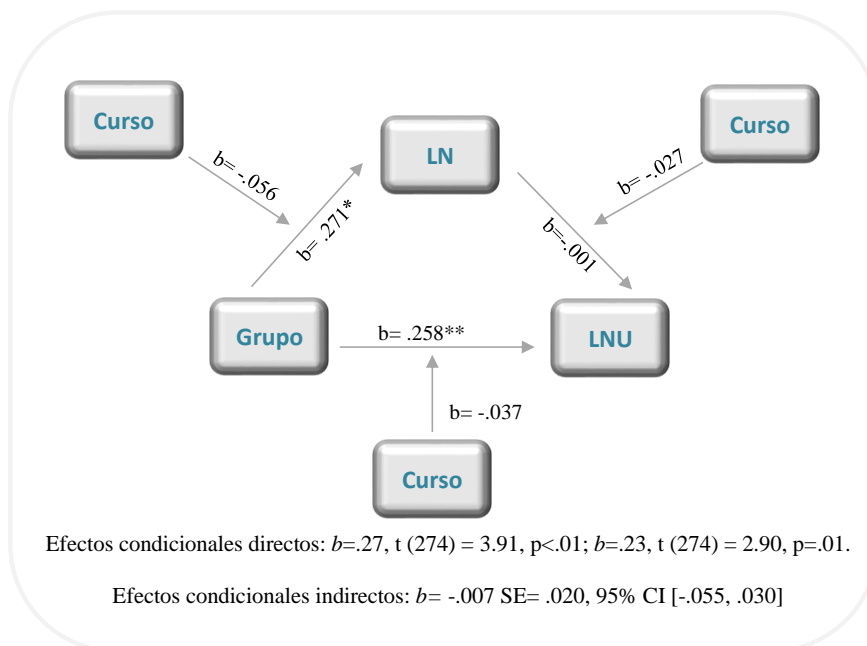 Curso
Curso
LN
b= -.056
b= -.027
b= .271*
b=-.001
Grupo
b= .258**
LNU
b= -.037
Curso
Efectos condicionales directos: b=.27, t (274) = 3.91, p<.01; b=.23, t (274) = 2.90, p=.01.
Efectos condicionales indirectos: b= -.007 SE= .020, 95% CI [-.055, .030]